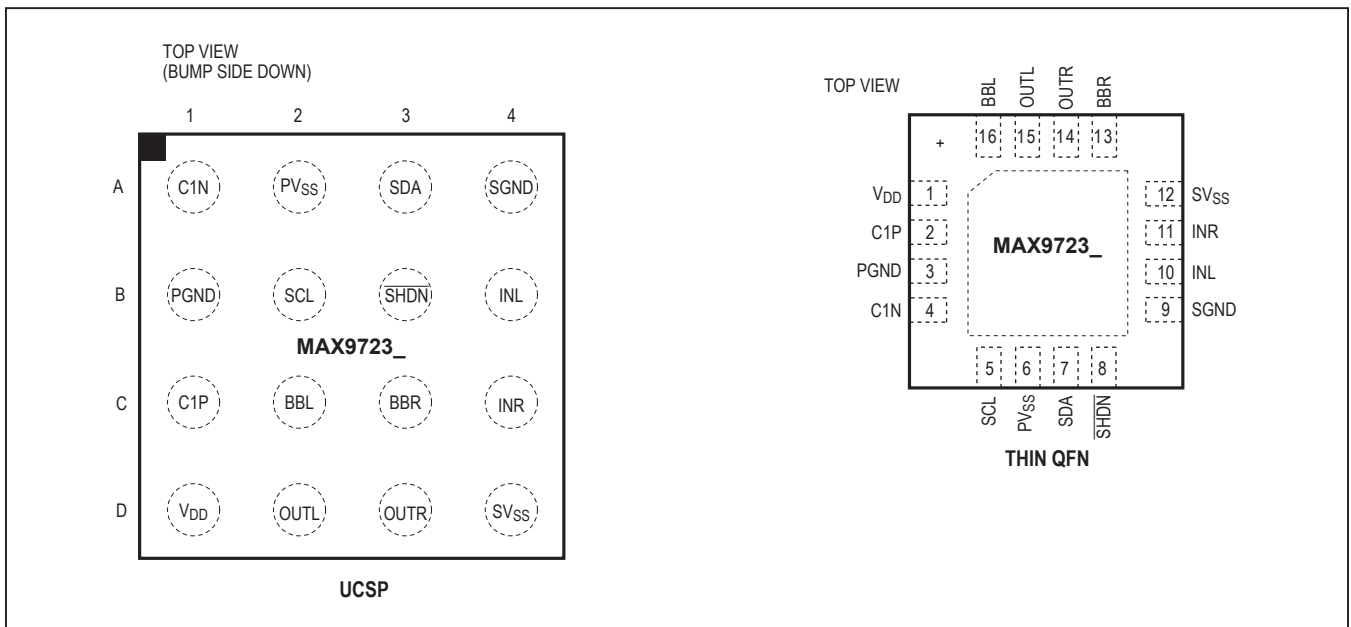 TOP VIEW
(BUMP SIDE DOWN)
1 2 3 4
A C1N PVSS SDA SGND
B PGND SCL SHDN INL
MAX9723_
C C1P BBL BBR INR
D VDD OUTL OUTR SVSS
UCSP
TOP VIEW
BBL OUTL OUTR BBR
+ 16 15 14 13
VDD 1 12 SVSS
C1P 2 11 INR
MAX9723_
PGND 3 10 INL
C1N 4 9 SGND
5 6 7 8
SCL PVSS SDA SHDN
THIN QFN